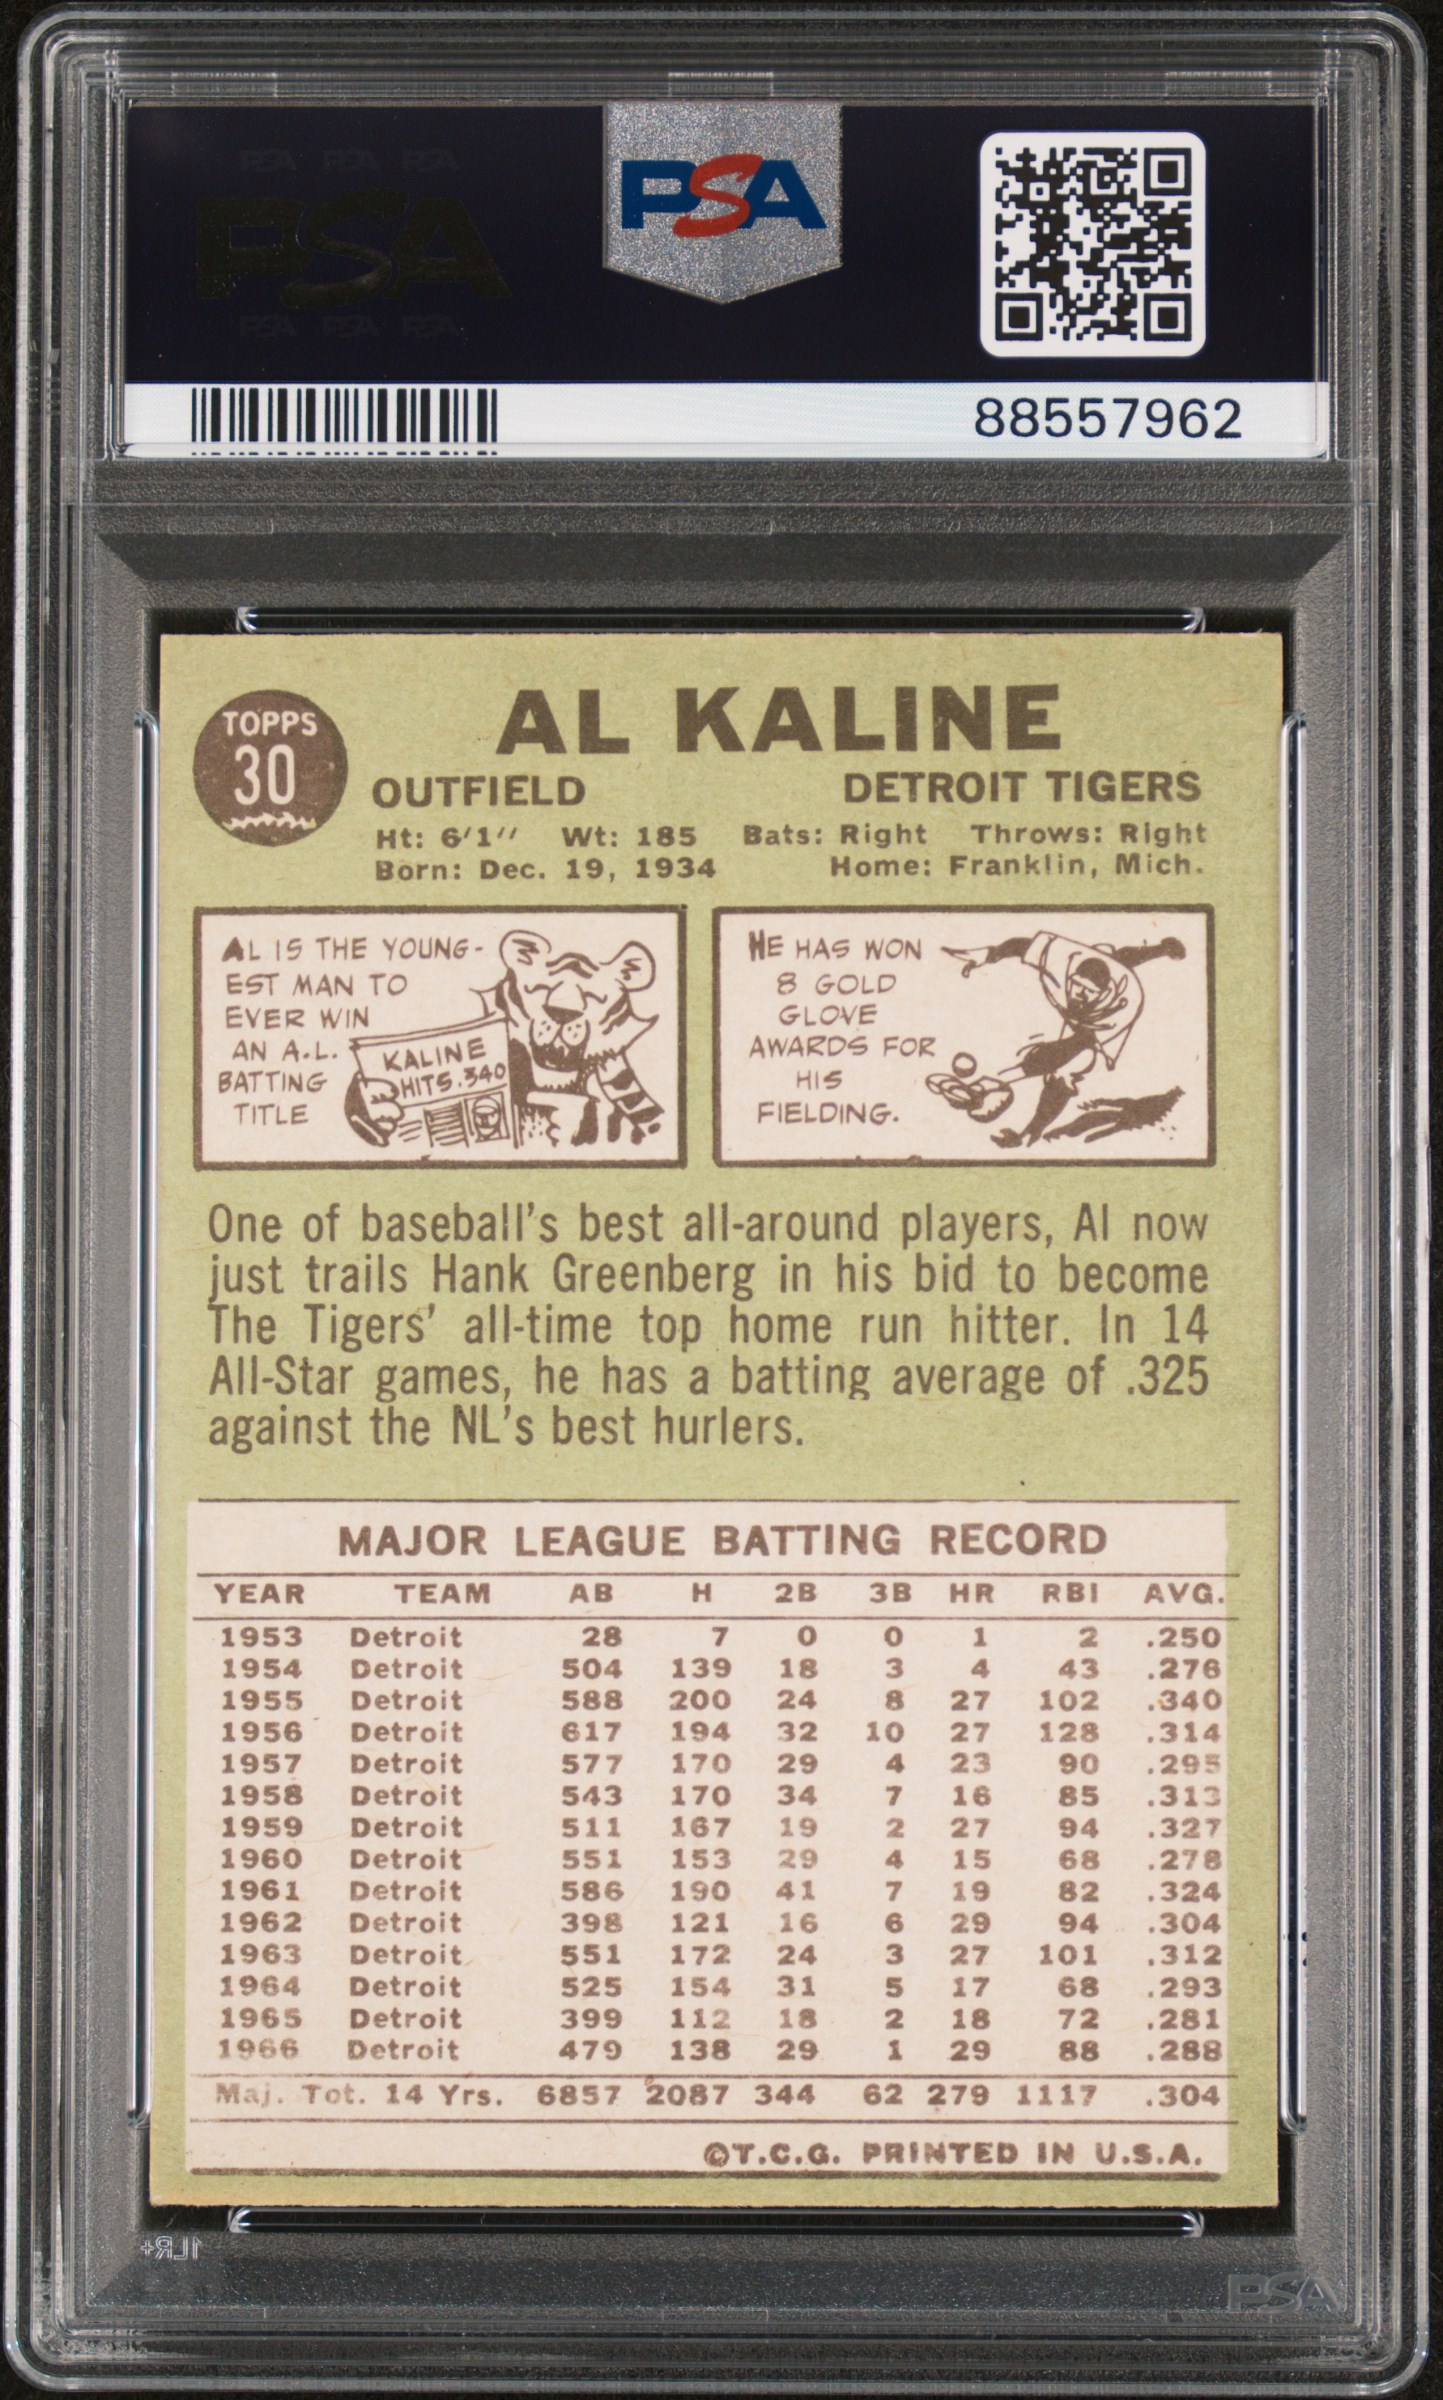 PSA PSA PSA
PSA
PSA PSA PSA
PSA
88557962
TOPPS
30
AL KALINE
OUTFIELD DETROIT TIGERS
Ht: 6'1'' Wt: 185 Bats: Right Throws: Right
Born: Dec. 19, 1934 Home: Franklin, Mich.
AL IS THE YOUNG-
EST MAN TO
EVER WIN
AN A.L.
BATTING
TITLE
KALINE
HITS .340
HE HAS WON
8 GOLD
GLOVE
AWARDS FOR
HIS
FIELDING.
One of baseball's best all-around players, Al now
just trails Hank Greenberg in his bid to become
The Tigers' all-time top home run hitter. In 14
All-Star games, he has a batting average of .325
against the NL's best hurlers.
MAJOR LEAGUE BATTING RECORD
YEAR TEAM AB H 2B 3B HR RBI AVG.
1953 Detroit 28 7 0 0 1 2 .250
1954 Detroit 504 139 18 3 4 43 .276
1955 Detroit 588 200 24 8 27 102 .340
1956 Detroit 617 194 32 10 27 128 .314
1957 Detroit 577 170 29 4 23 90 .295
1958 Detroit 543 170 34 7 16 85 .313
1959 Detroit 511 167 19 2 27 94 .327
1960 Detroit 551 153 29 4 15 68 .278
1961 Detroit 586 190 41 7 19 82 .324
1962 Detroit 398 121 16 6 29 94 .304
1963 Detroit 551 172 24 3 27 101 .312
1964 Detroit 525 154 31 5 17 68 .293
1965 Detroit 399 112 18 2 18 72 .281
1966 Detroit 479 138 29 1 29 88 .288
Maj. Tot. 14 Yrs. 6857 2087 344 62 279 1117 .304
©T.C.G. PRINTED IN U.S.A.
1LR+
PSA